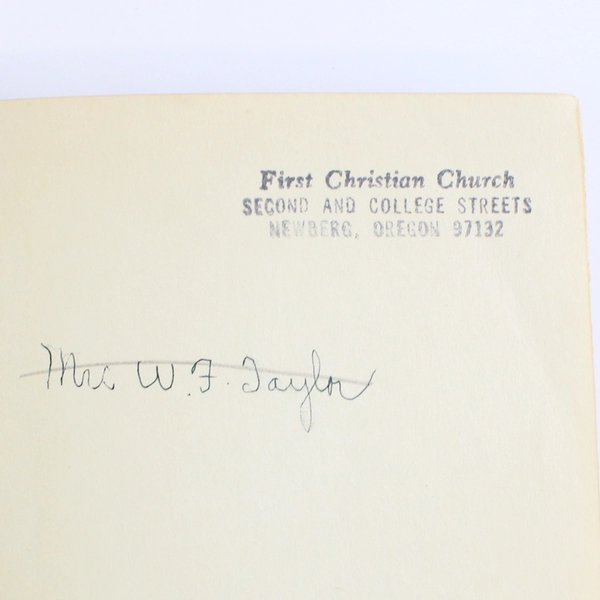 First Christian Church
SECOND AND COLLEGE STREETS
NEWBERG, OREGON 97132
Mrs W. F. Taylor